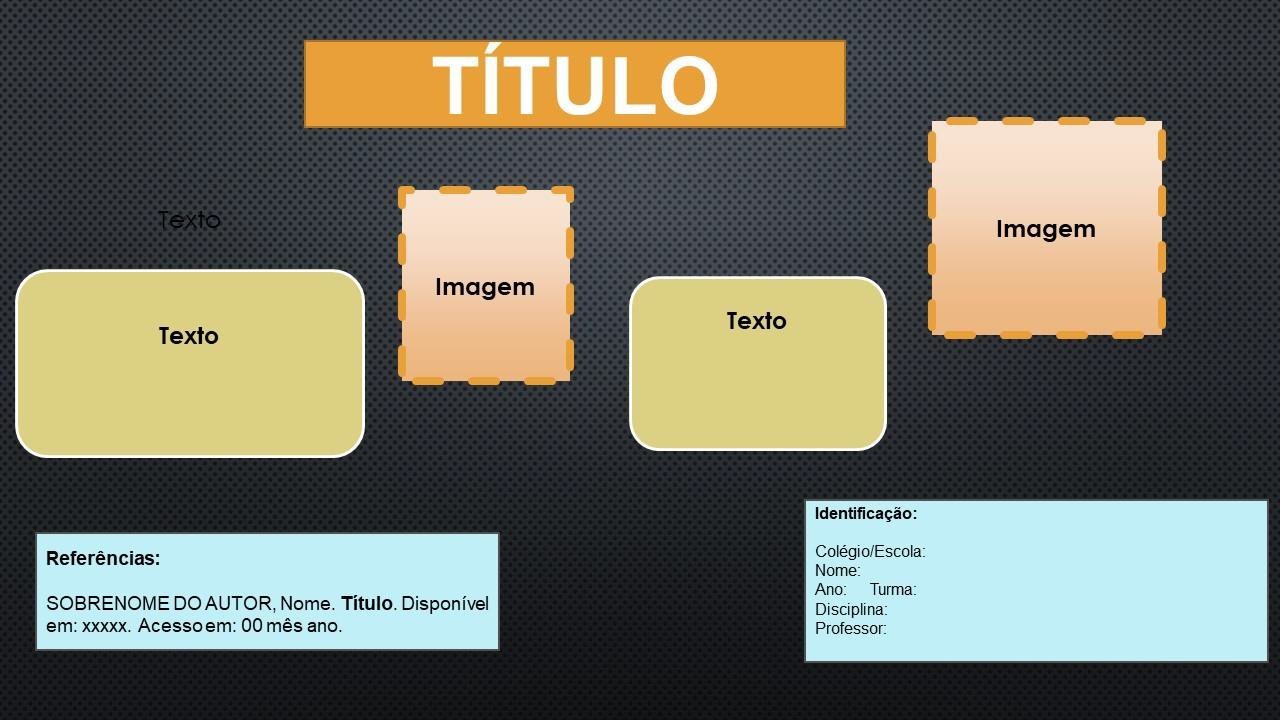 TÍTULO
Texto
Texto
Imagem
Texto
Imagem
Referências:
SOBRENOME DO AUTOR, Nome. Título. Disponível
em: xxxxx. Acesso em: 00 mês ano.
Identificação:
Colégio/Escola:
Nome:
Ano: Turma:
Disciplina:
Professor: